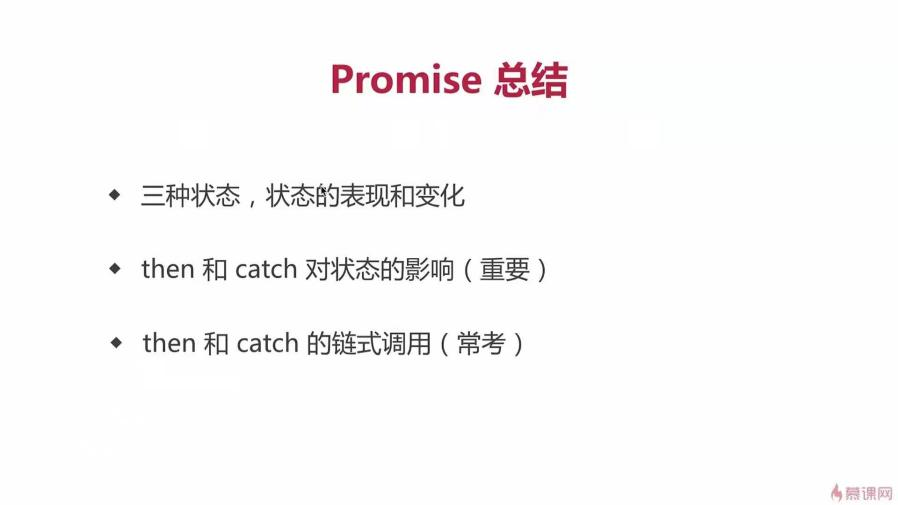 Promise 总结
三种状态，状态的表现和变化
then 和 catch 对状态的影响（重要）
then 和 catch 的链式调用（常考）
慕课网